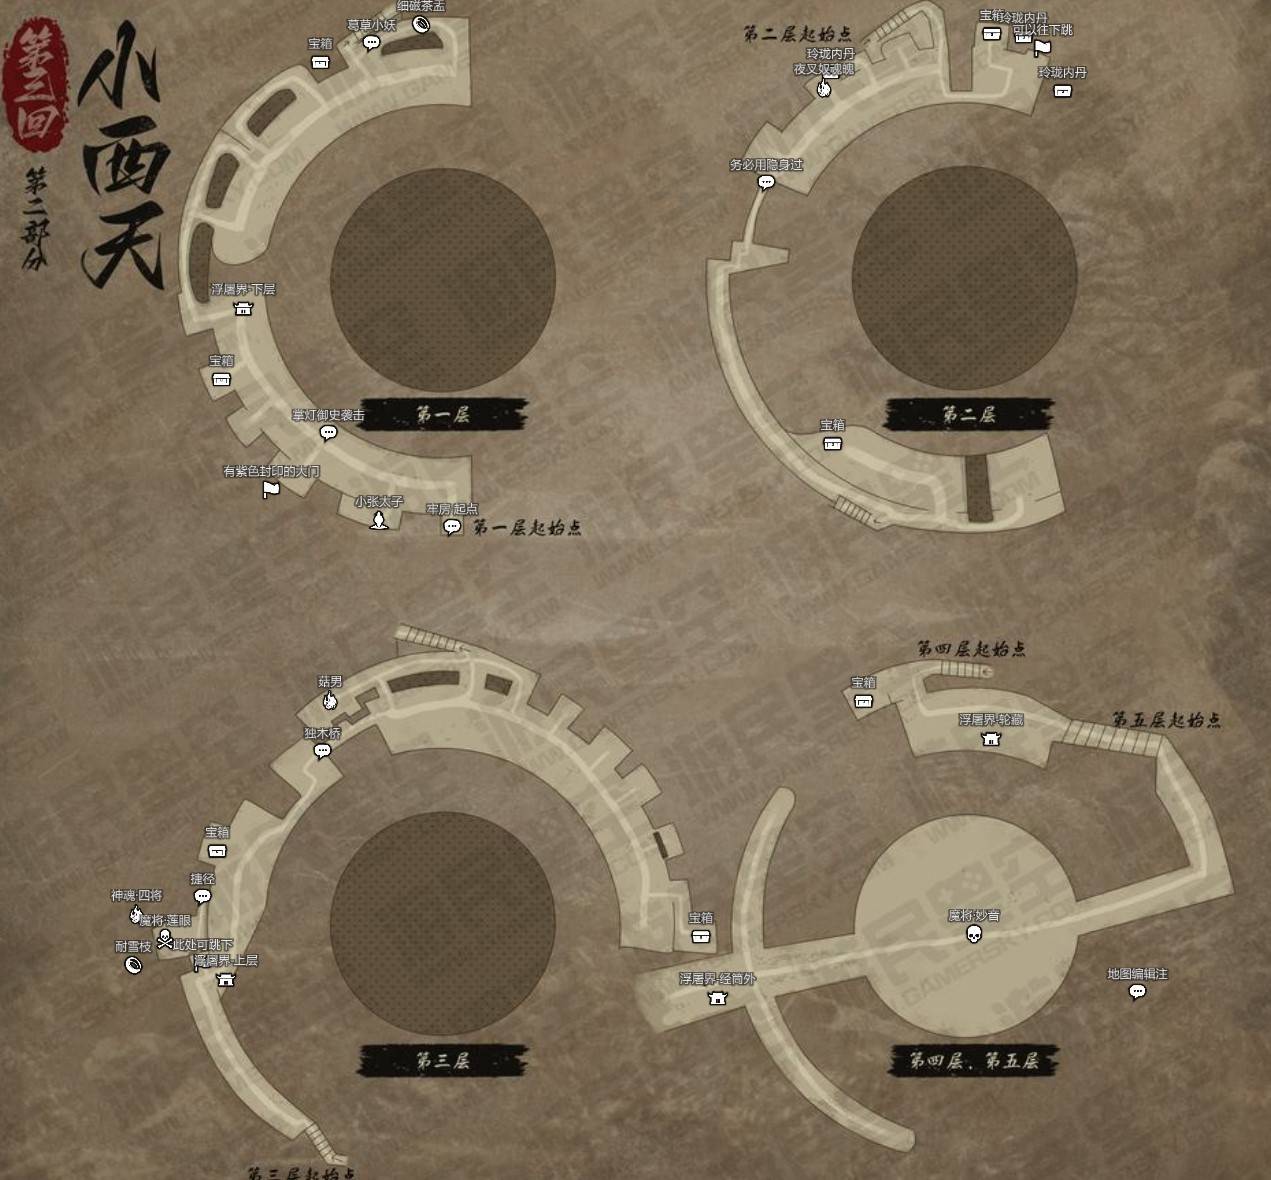 第三回
小西天
第二部分
细磁茶盂
葛草小妖
宝箱
浮屠界·下层
宝箱
掌灯御史袭击
第一层
有紫色封印的大门
小张太子
牢房 起点
第一层起始点
第二层起始点
宝箱
玲珑内丹
可以往下跳
玲珑内丹
夜叉奴魂魄
玲珑内丹
务必用隐身过
第二层
宝箱
菇男
独木桥
宝箱
捷径
神魂·四将
魔将·莲眼
耐雪枝
此处可跳下
浮屠界·上层
宝箱
第三层
第三层起始点
第四层起始点
宝箱
浮屠界·轮藏
第五层起始点
魔将·妙音
浮屠界·经筒外
地图编辑注
第四层、第五层